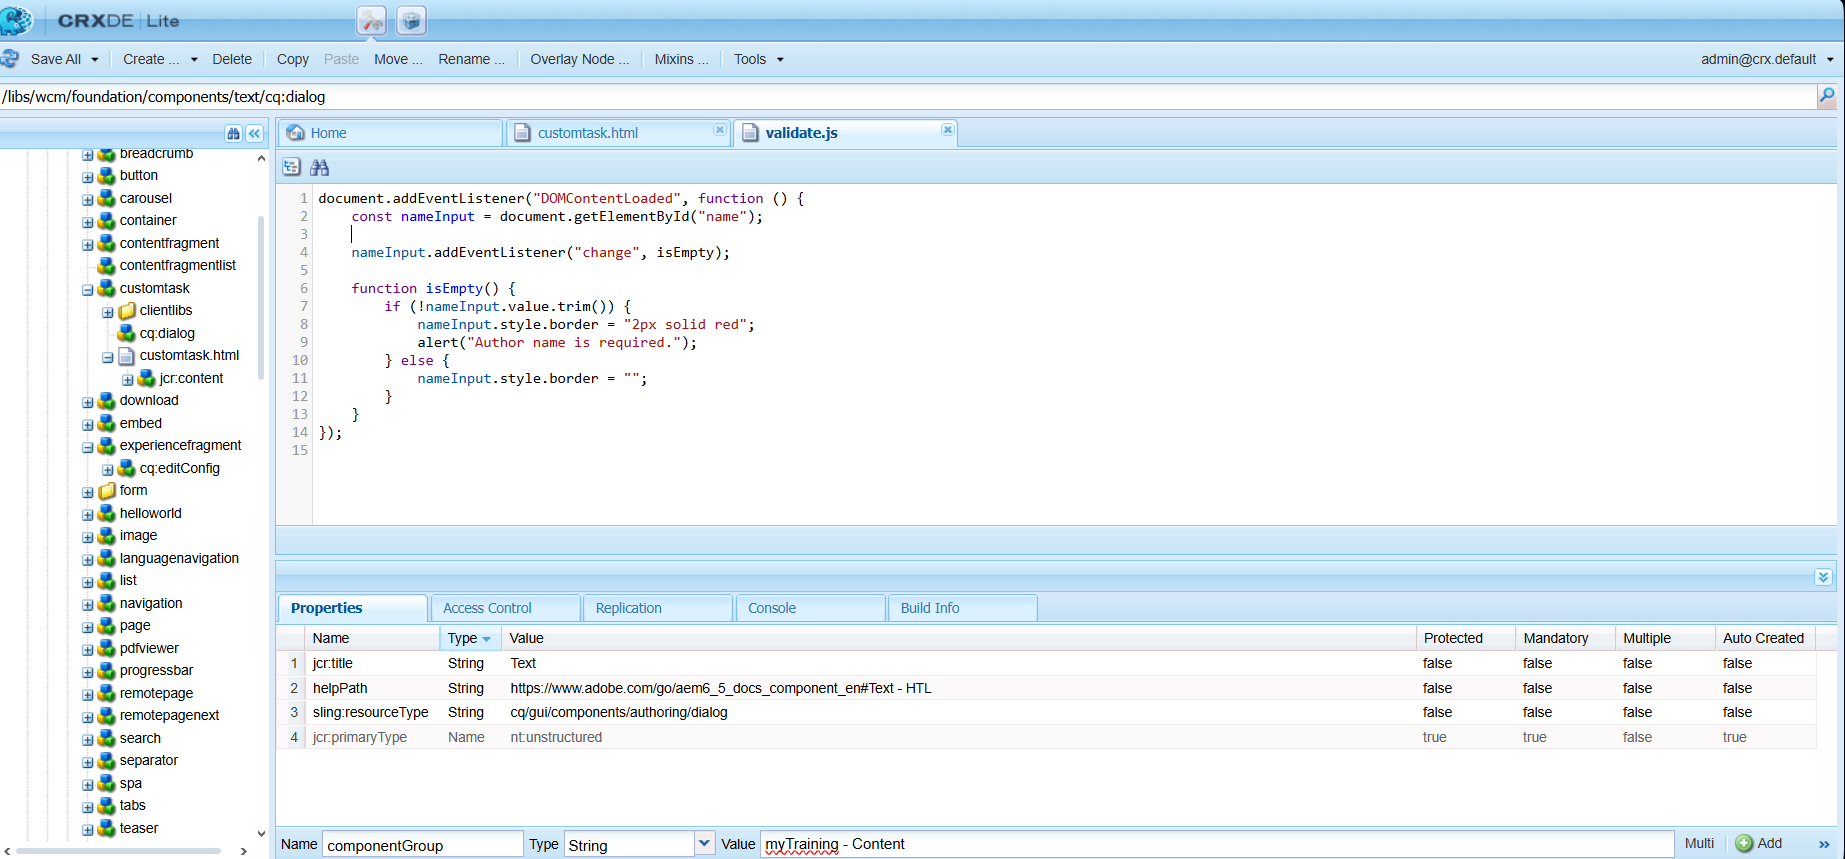 CRXDE | Lite
Save All Create ... Delete Copy Paste Move ... Rename ... Overlay Node ... Mixins ... Tools admin@crx.default
/libs/wcm/foundation/components/text/cq:dialog
breadcrumb
button
carousel
container
contentfragment
contentfragmentlist
customtask
clientlibs
cq:dialog
customtask.html
jcr:content
download
embed
experiencefragment
cq:editConfig
form
helloworld
image
languagenavigation
list
navigation
page
pdfviewer
progressbar
remotepage
remotepagenext
search
separator
spa
tabs
teaser
Home customtask.html validate.js
1 document.addEventListener("DOMContentLoaded", function () {
2 const nameInput = document.getElementById("name");
3
4 nameInput.addEventListener("change", isEmpty);
5
6 function isEmpty() {
7 if (!nameInput.value.trim()) {
8 nameInput.style.border = "2px solid red";
9 alert("Author name is required.");
10 } else {
11 nameInput.style.border = "";
12 }
13 }
14 });
15
Properties Access Control Replication Console Build Info
Name Type Value Protected Mandatory Multiple Auto Created
1 jcr:title String Text false false false false
2 helpPath String https://www.adobe.com/go/aem6_5_docs_component_en#Text - HTL false false false false
3 sling:resourceType String cq/gui/components/authoring/dialog false false false false
4 jcr:primaryType Name nt:unstructured true true false true
Name componentGroup Type String Value myTraining - Content Multi Add